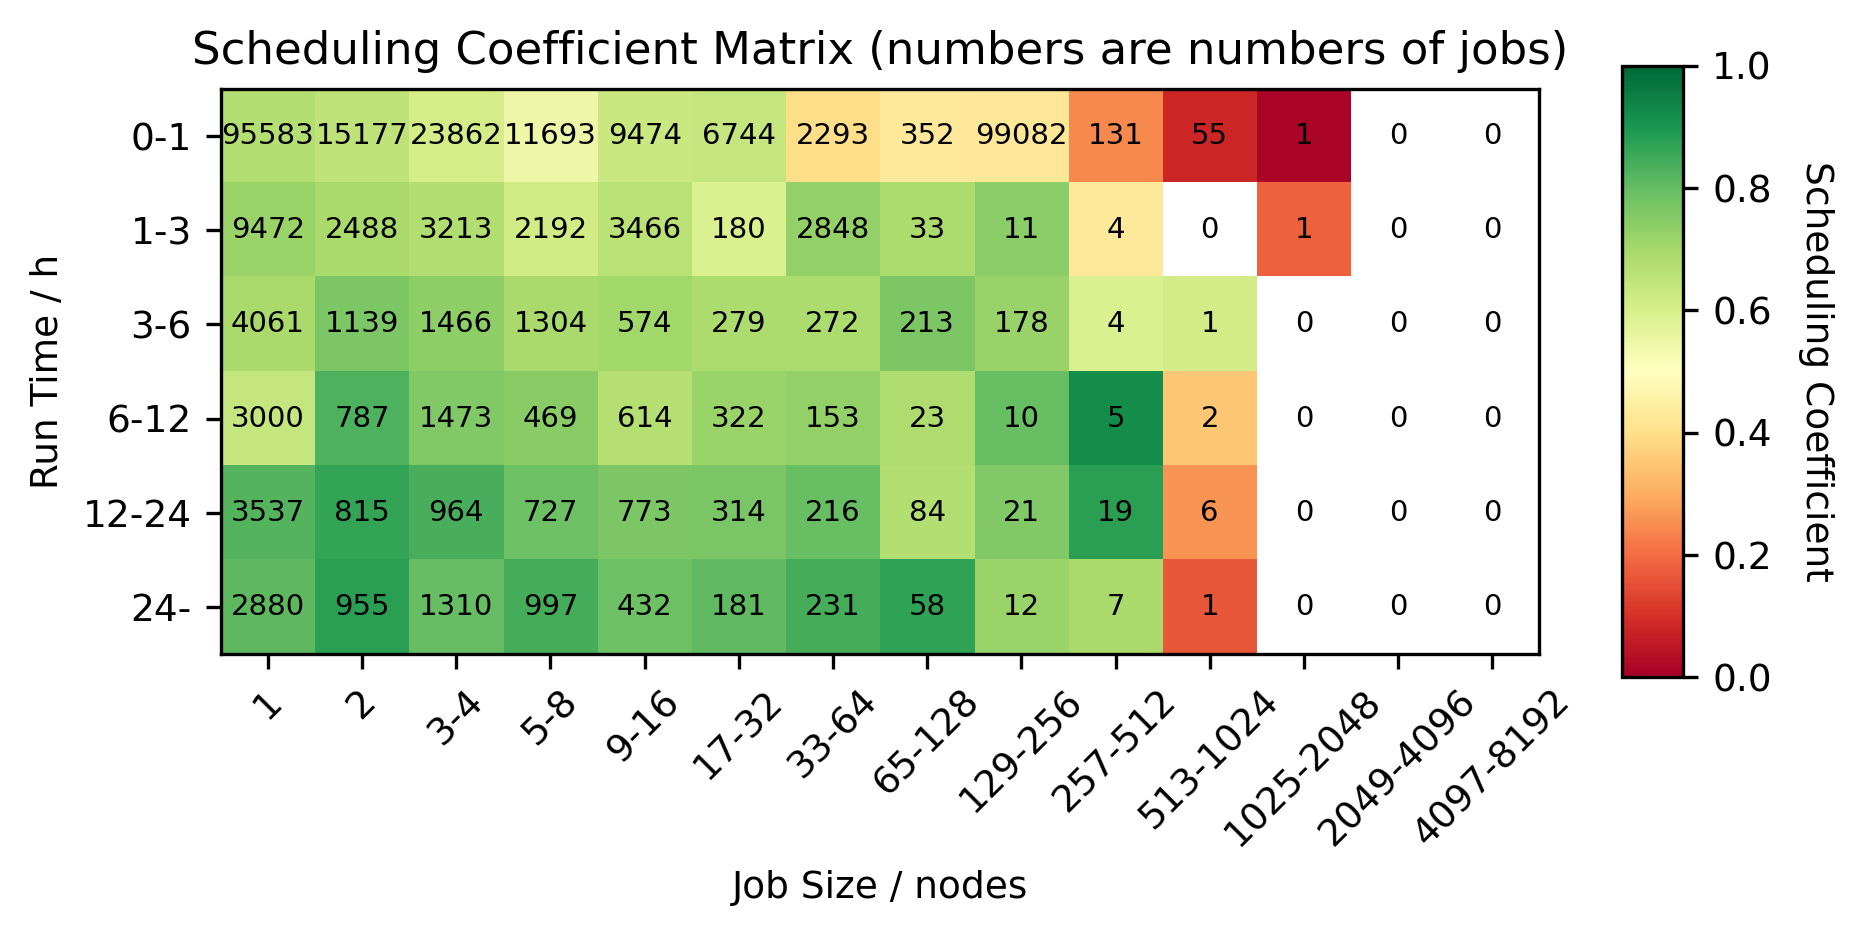 Scheduling Coefficient Matrix (numbers are numbers of jobs)
0-1 95583 15177 23862 11693 9474 6744 2293 352 99082 131 55 1 0 0
1-3 9472 2488 3213 2192 3466 180 2848 33 11 4 0 1 0 0
3-6 4061 1139 1466 1304 574 279 272 213 178 4 1 0 0 0
6-12 3000 787 1473 469 614 322 153 23 10 5 2 0 0 0
12-24 3537 815 964 727 773 314 216 84 21 19 6 0 0 0
24- 2880 955 1310 997 432 181 231 58 12 7 1 0 0 0
Run Time / h
1 2 3-4 5-8 9-16 17-32 33-64 65-128 129-256 257-512 513-1024 1025-2048 2049-4096 4097-8192
Job Size / nodes
1.0
0.8
0.6
0.4
0.2
0.0
Scheduling Coefficient